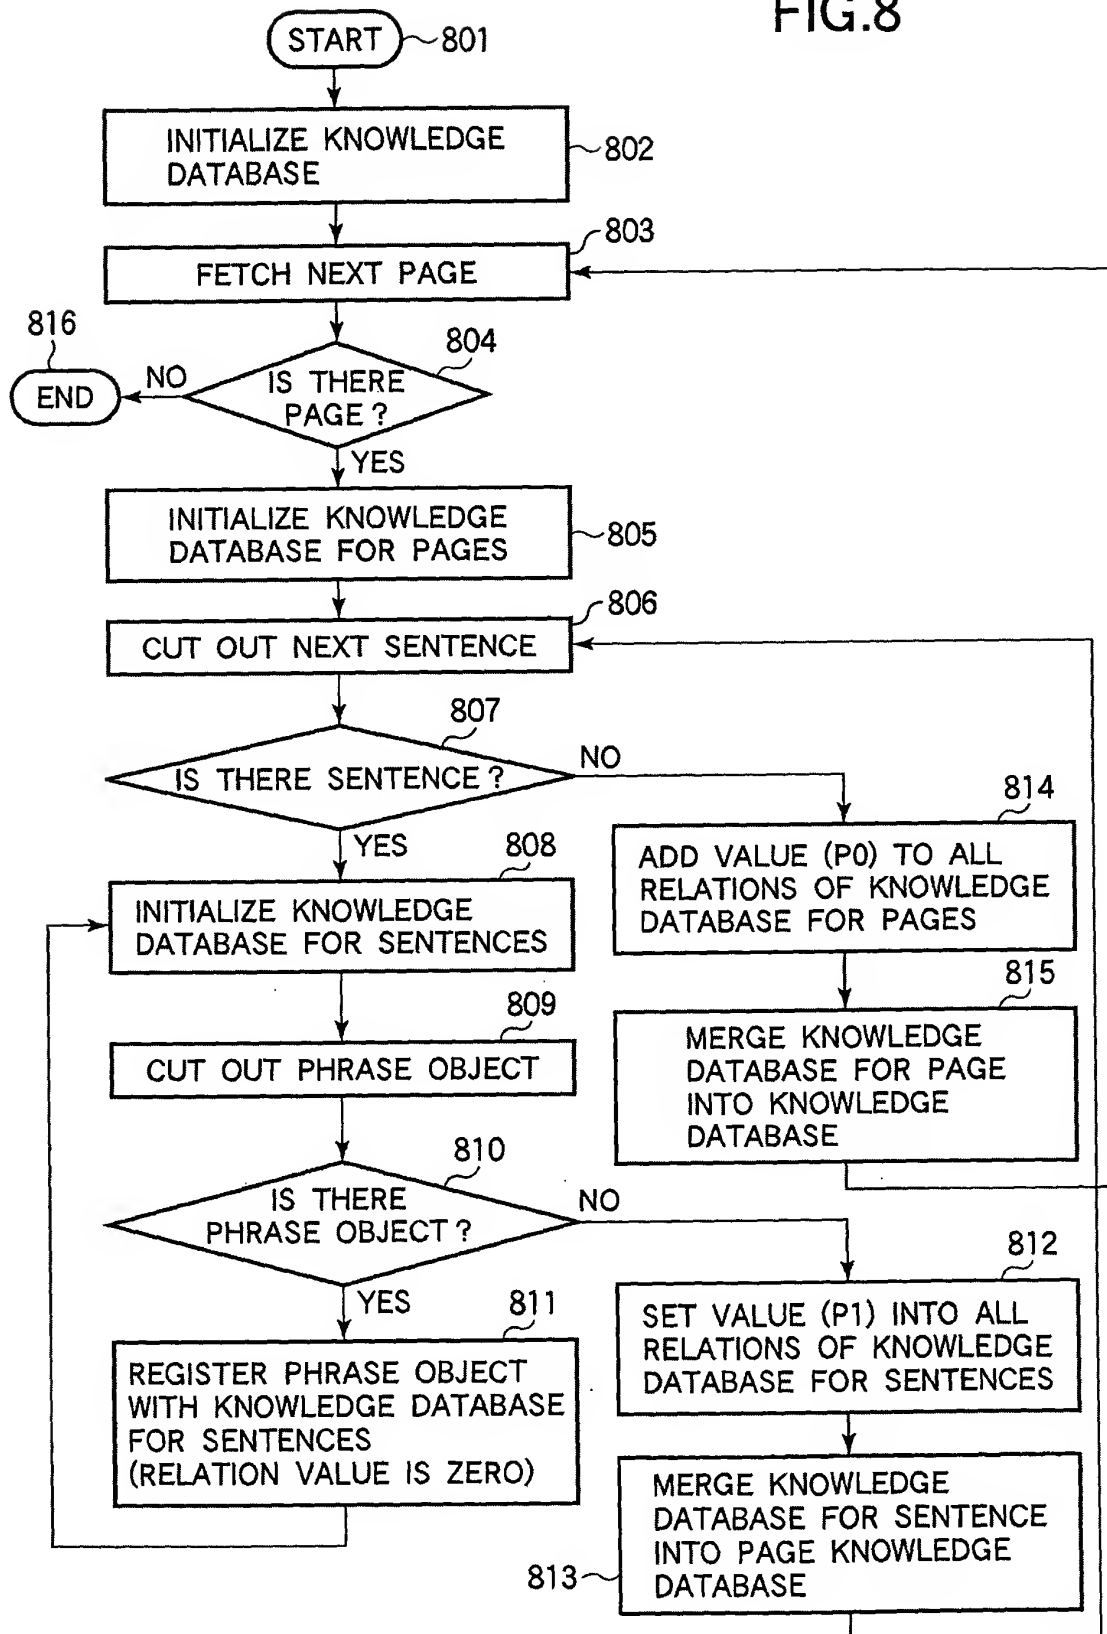 FIG.8
START
801
INITIALIZE KNOWLEDGE
DATABASE
802
803
FETCH NEXT PAGE
816
END
NO
804
IS THERE
PAGE?
YES
INITIALIZE KNOWLEDGE
DATABASE FOR PAGES
805
806
CUT OUT NEXT SENTENCE
807
IS THERE SENTENCE?
NO
YES
814
ADD VALUE (P0) TO ALL
RELATIONS OF KNOWLEDGE
DATABASE FOR PAGES
808
INITIALIZE KNOWLEDGE
DATABASE FOR SENTENCES
815
MERGE KNOWLEDGE
DATABASE FOR PAGE
INTO KNOWLEDGE
DATABASE
809
CUT OUT PHRASE OBJECT
810
IS THERE
PHRASE OBJECT?
NO
YES
812
SET VALUE (P1) INTO ALL
RELATIONS OF KNOWLEDGE
DATABASE FOR SENTENCES
811
REGISTER PHRASE OBJECT
WITH KNOWLEDGE DATABASE
FOR SENTENCES
(RELATION VALUE IS ZERO)
MERGE KNOWLEDGE
DATABASE FOR SENTENCE
INTO PAGE KNOWLEDGE
DATABASE
813